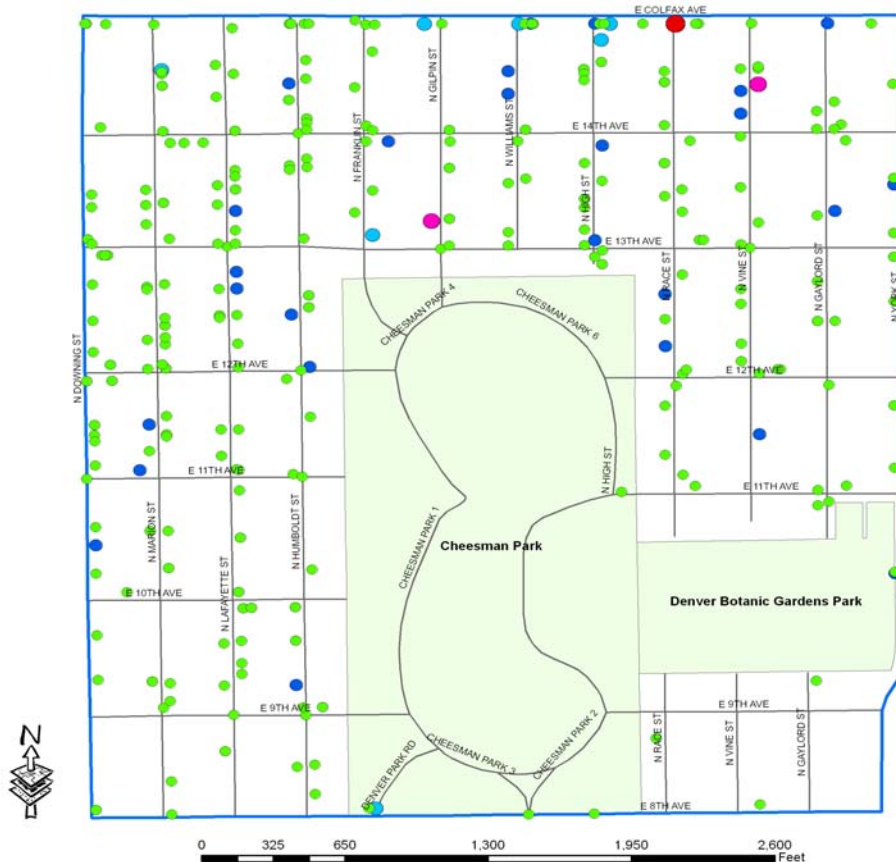 E COLFAX AVE
N GILPIN ST
N FRANKLIN ST
N WILLIAMS ST
E 14TH AVE
N HIGH ST
E 13TH AVE
N RACE ST
N VINE ST
N GAYLORD ST
N YORK ST
CHEESMAN PARK 4
CHEESMAN PARK 6
N DOWNING ST
E 12TH AVE
E 12TH AVE
N HIGH ST
E 11TH AVE
E 11TH AVE
N MARION ST
N HUMBOLDT ST
CHEESMAN PARK 1
Cheesman Park
N LAFAYETTE ST
E 10TH AVE
Denver Botanic Gardens Park
E 9TH AVE
E 9TH AVE
N RACE ST
N VINE ST
N GAYLORD ST
CHEESMAN PARK 2
CHEESMAN PARK 3
DENVER PARK RD
E 8TH AVE
N
0 325 650 1,300 1,950 2,600
Feet